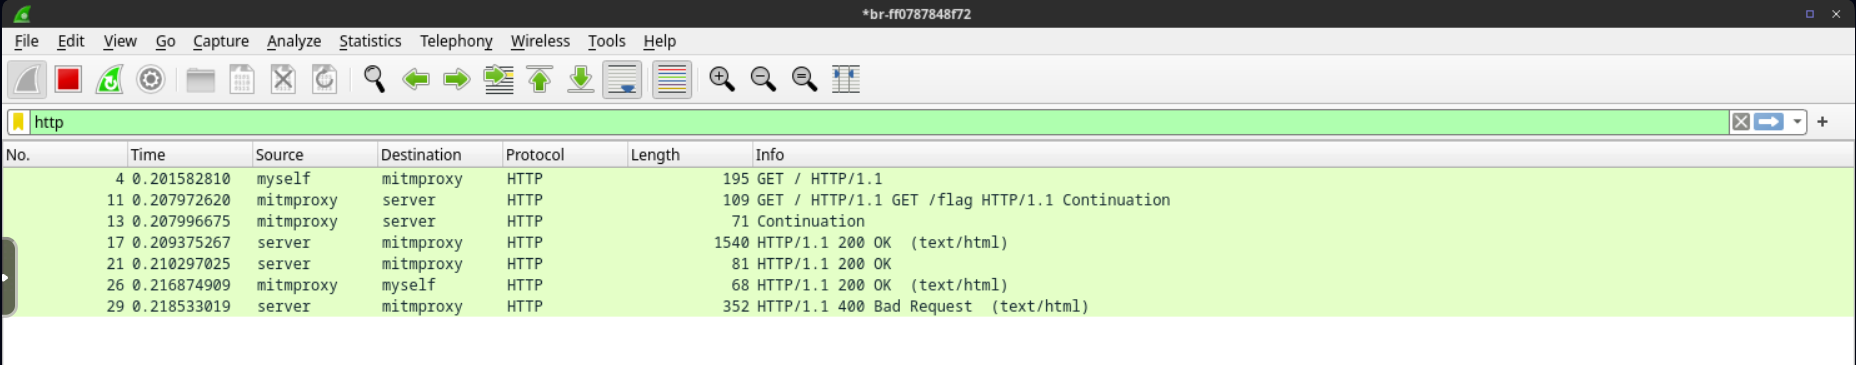 *br-ff0787848f72
File Edit View Go Capture Analyze Statistics Telephony Wireless Tools Help
http +
No. Time Source Destination Protocol Length Info
4 0.201582810 myself mitmproxy HTTP 195 GET / HTTP/1.1
11 0.207972620 mitmproxy server HTTP 109 GET / HTTP/1.1 GET /flag HTTP/1.1 Continuation
13 0.207996675 mitmproxy server HTTP 71 Continuation
17 0.209375267 server mitmproxy HTTP 1540 HTTP/1.1 200 OK (text/html)
21 0.210297025 server mitmproxy HTTP 81 HTTP/1.1 200 OK
26 0.216874909 mitmproxy myself HTTP 68 HTTP/1.1 200 OK (text/html)
29 0.218533019 server mitmproxy HTTP 352 HTTP/1.1 400 Bad Request (text/html)